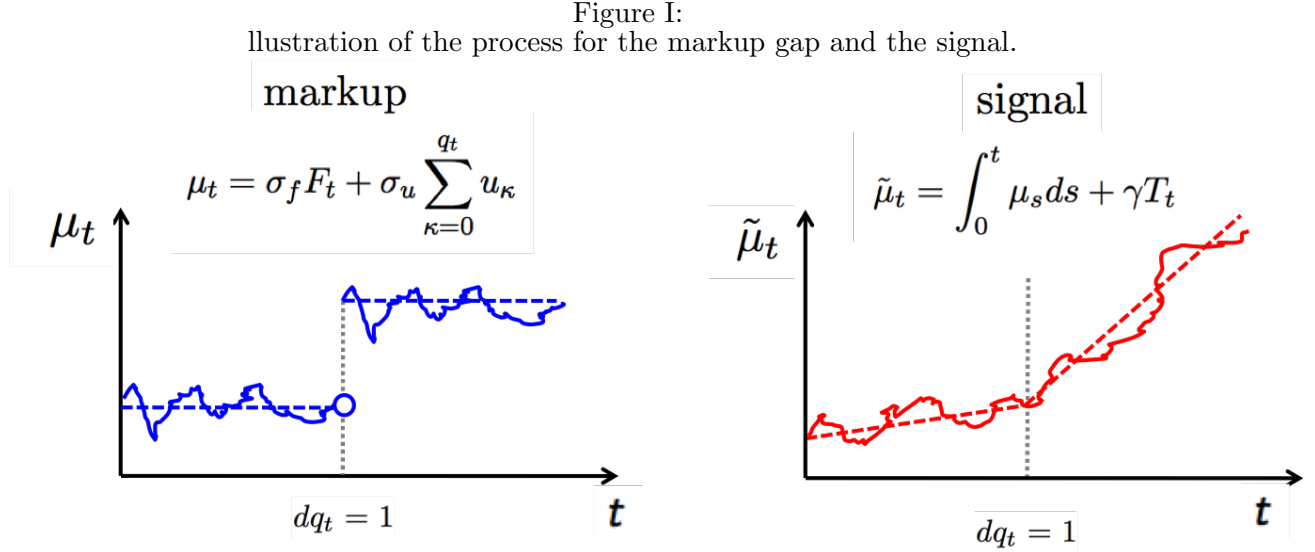 Figure I:
llustration of the process for the markup gap and the signal.
markup
μ_t = σ_f F_t + σ_u ∑_{κ=0}^{q_t} u_κ
μ_t
dq_t = 1
t
signal
μ̃_t = ∫_0^t μ_s ds + γT_t
μ̃_t
dq_t = 1
t